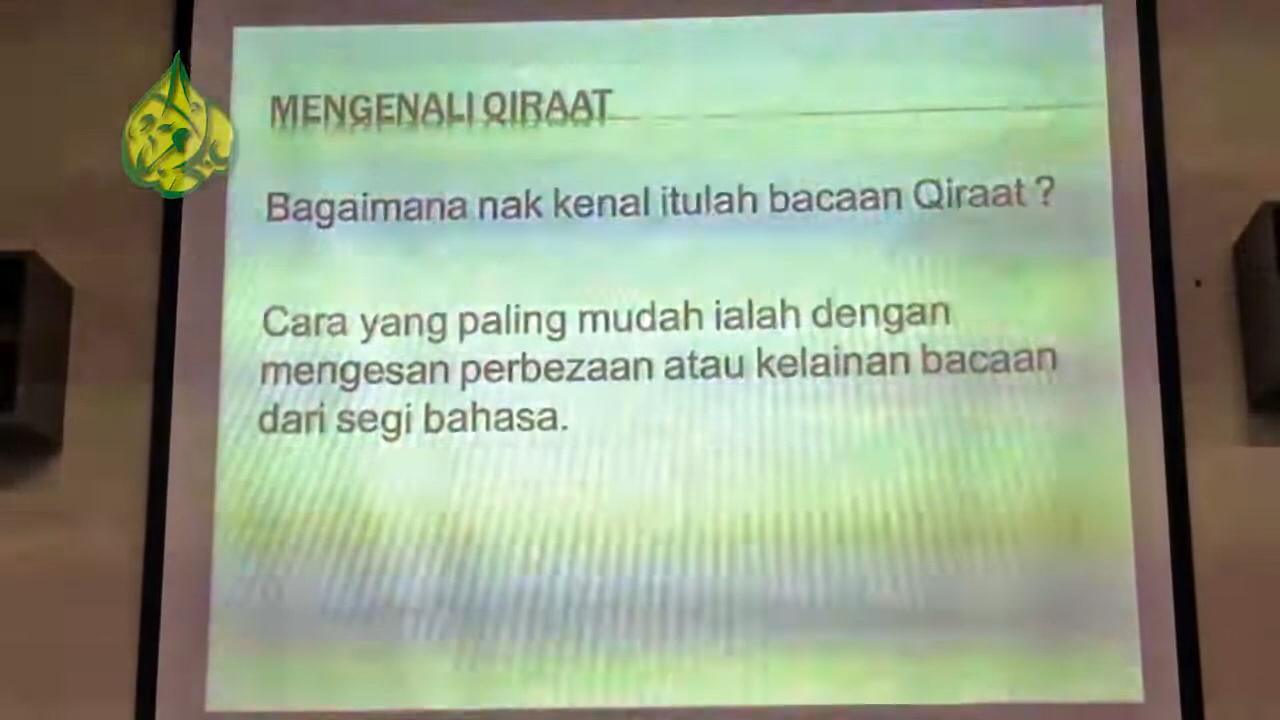 MENGENALI QIRAAT
Bagaimana nak kenal itulah bacaan Qiraat ?
Cara yang paling mudah ialah dengan
mengesan perbezaan atau kelainan bacaan
dari segi bahasa.